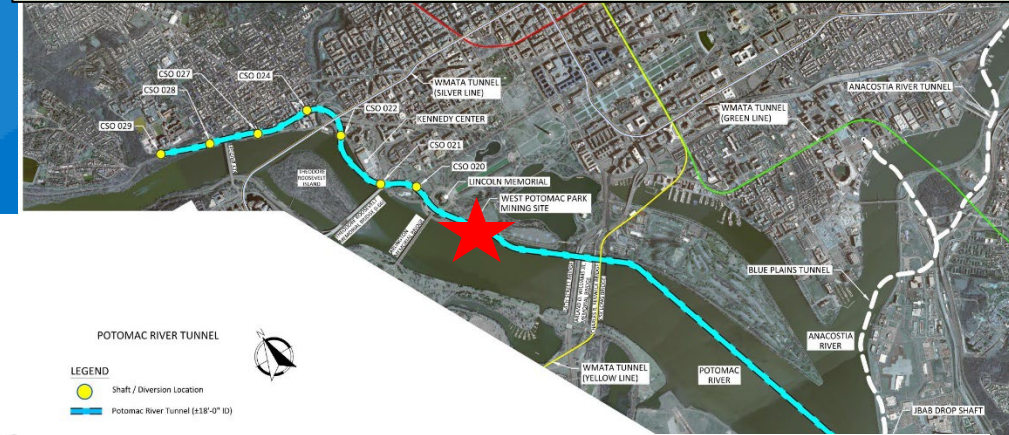 CSO 029
CSO 028
CSO 027
CSO 024
CSO 022
WMATA TUNNEL
(SILVER LINE)
KENNEDY CENTER
CSO 021
CSO 020
LINCOLN MEMORIAL
WEST POTOMAC PARK
MINING SITE
THEODORE
ROOSEVELT
ISLAND
WMATA TUNNEL
(GREEN LINE)
ANACOSTIA RIVER TUNNEL
BLUE PLAINS TUNNEL
ANACOSTIA
RIVER
WMATA TUNNEL
(YELLOW LINE)
POTOMAC
RIVER
JBAB DROP SHAFT
POTOMAC RIVER TUNNEL
N
LEGEND
Shaft / Diversion Location
Potomac River Tunnel (±18'-0" ID)